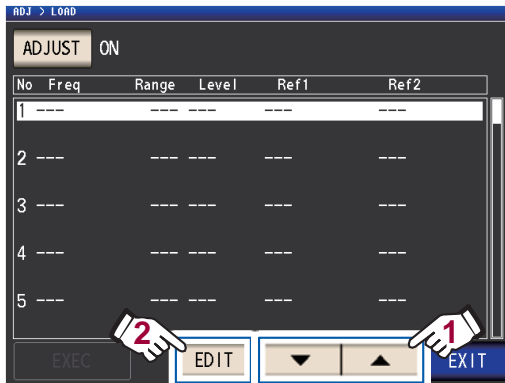 ADJ > LOAD
ADJUST ON
No Freq Range Level Ref1 Ref2
1 --- --- --- --- ---
2 --- --- --- --- ---
3 --- --- --- --- ---
4 --- --- --- --- ---
5 --- --- --- --- ---
2 1
EXEC EDIT ▼ ▲ EXIT